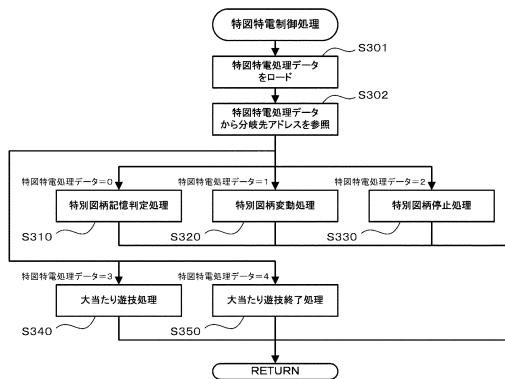 特図特電制御処理
S301
特図特電処理データ
をロード
S302
特図特電処理データ
から分岐先アドレスを参照
特図特電処理データ=0
特図特電処理データ=1
特図特電処理データ=2
特別図柄記憶判定処理
特別図柄変動処理
特別図柄停止処理
S310
S320
S330
特図特電処理データ=3
特図特電処理データ=4
大当たり遊技処理
大当たり遊技終了処理
S340
S350
RETURN